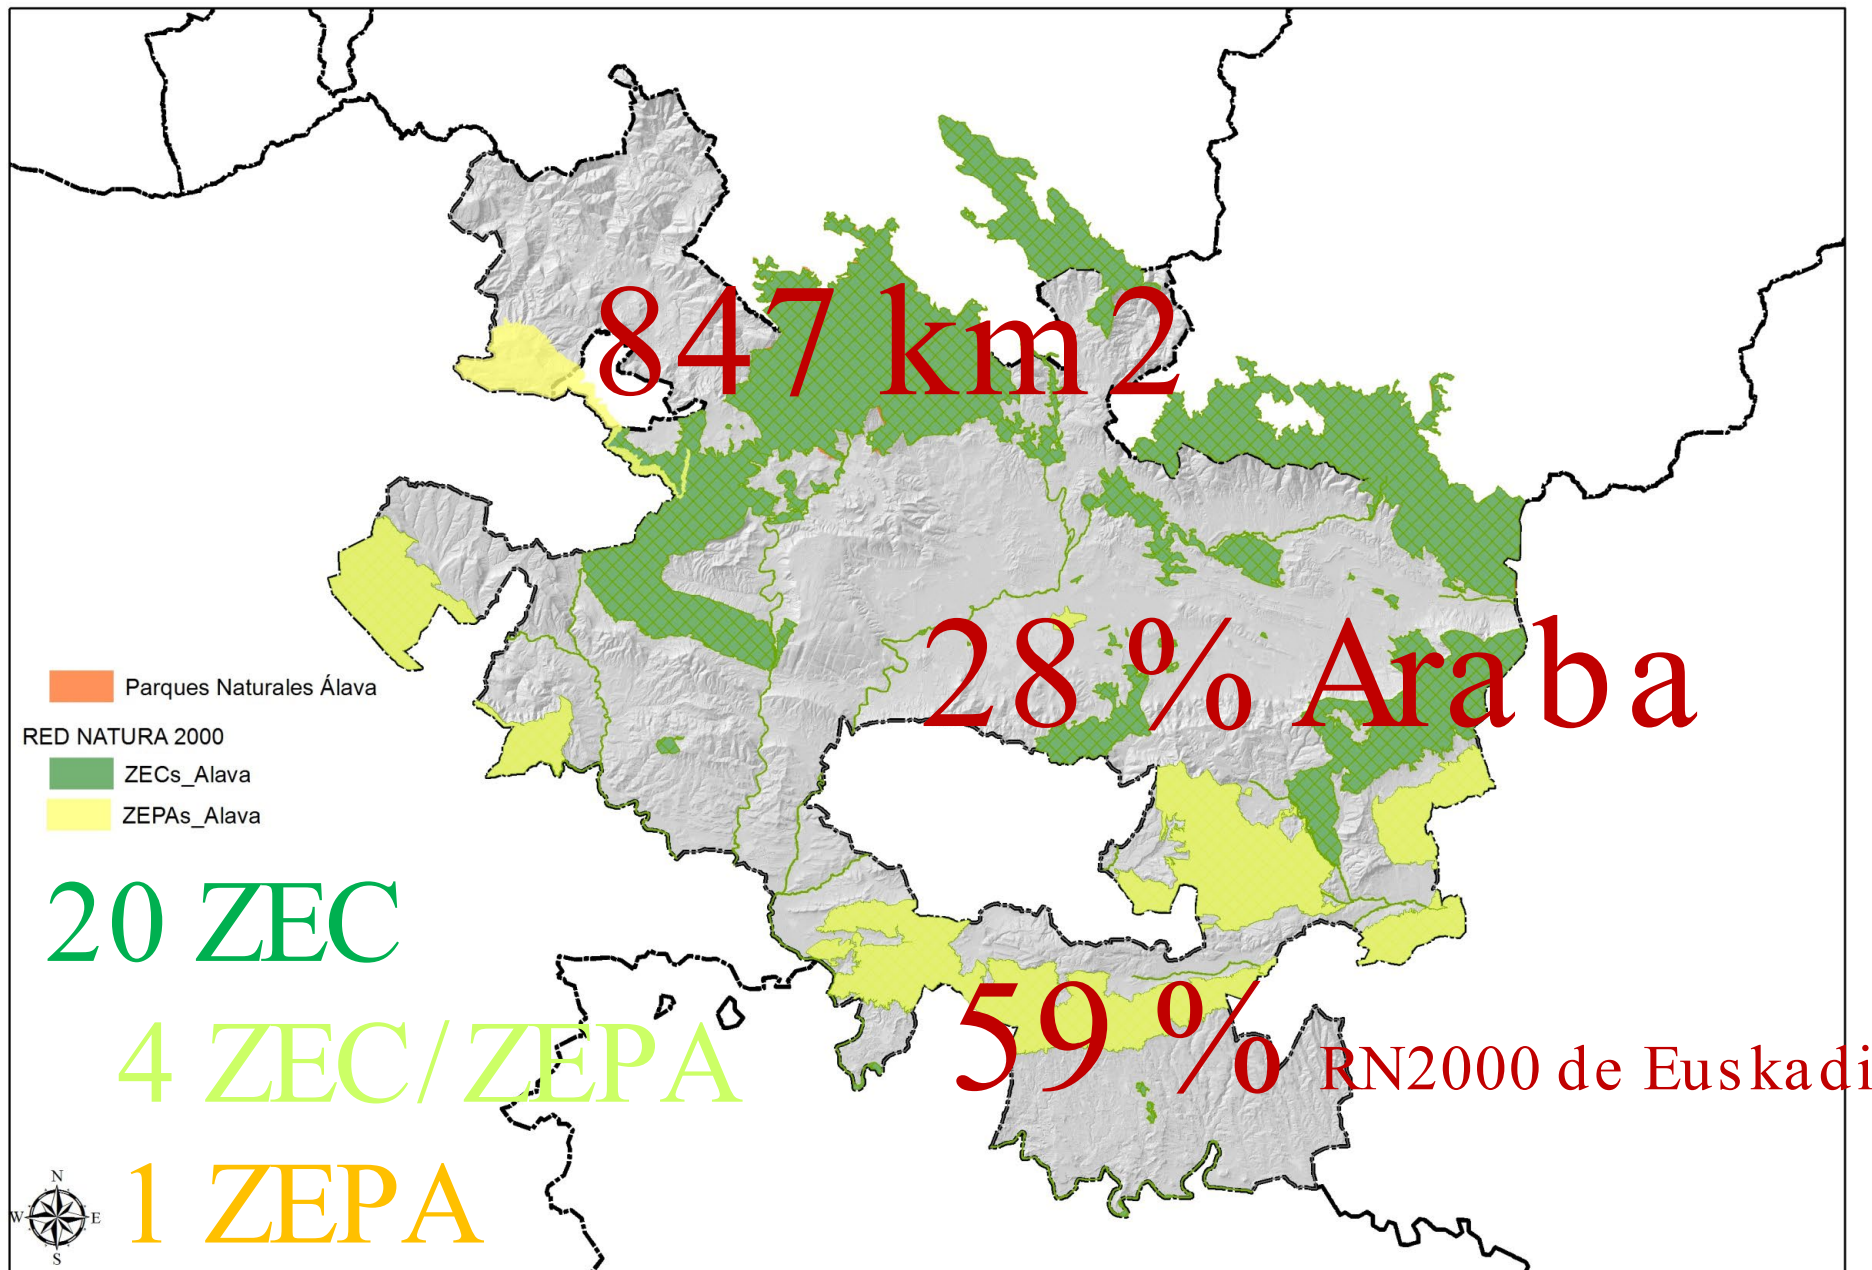 847 km2
28 % Araba
Parques Naturales Álava
RED NATURA 2000
ZECs_Alava
ZEPAs_Alava
20 ZEC
59 % RN2000 de Euskadi
4 ZEC/ZEPA
1 ZEPA
N
W E
S